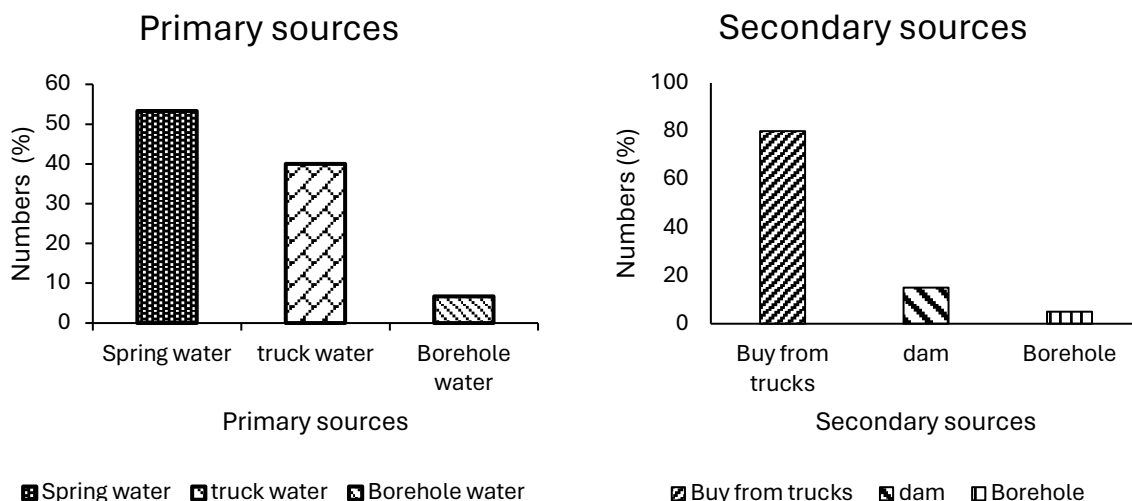 Primary sources
60
50
40
30
20
10
0
Numbers (%)
Spring water
truck water
Borehole
water
Primary sources
Spring water
truck water
Borehole water
Secondary sources
100
80
60
40
20
0
Numbers (%)
Buy from
trucks
dam
Borehole
Secondary sources
Buy from trucks
dam
Borehole